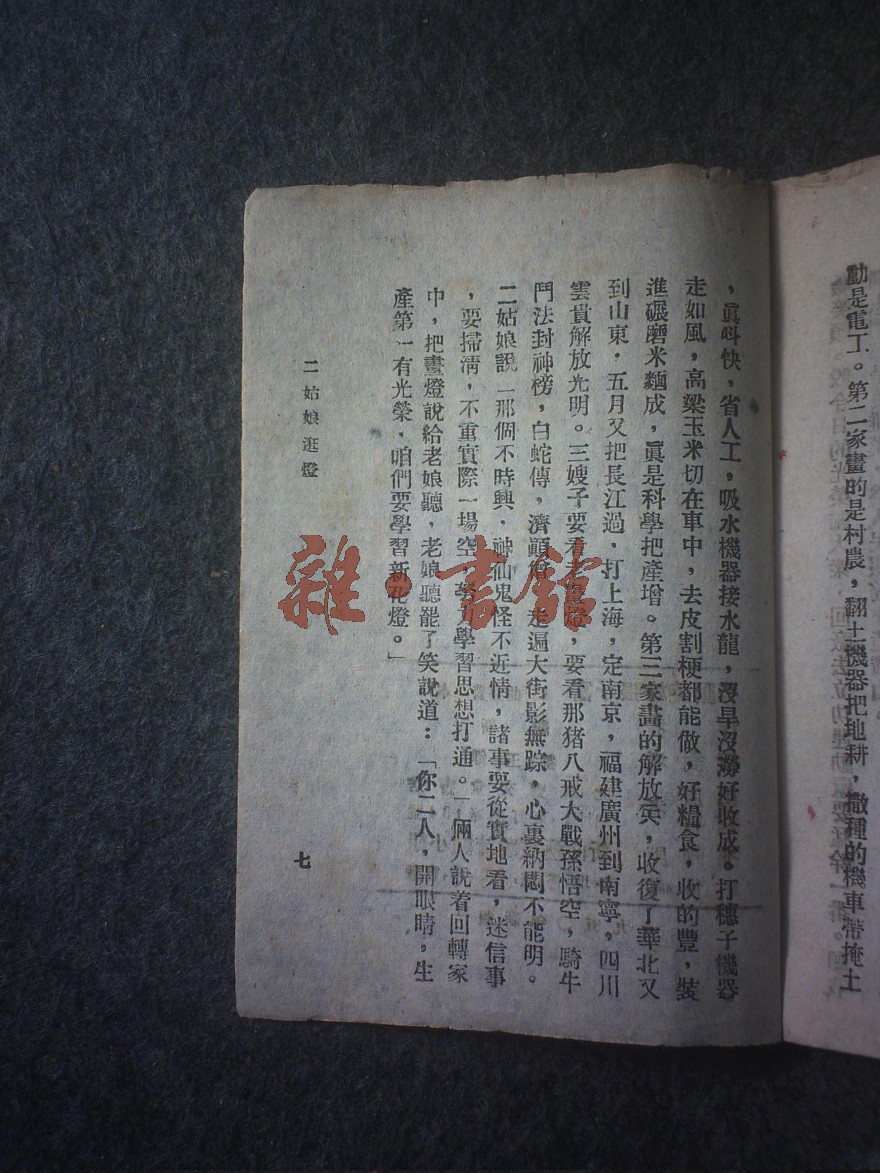 動是電工。第二家畫的是村農，翻土機器把地耕，撒種的機車帶掩土
，眞叫快，省人工，吸水機器接水龍，沒旱沒澇好收成。打穗子機器
走如風，高梁玉米切在車中，去皮割梗都能做，好糧食，收的豐，裝
進碾磨米麵成，眞是科學把產增。第三家畫的解放兵，收復了華北又
到山東，五月又把長江過，打上海，定南京，福建廣州到南寧，四川
雲貴解放光明。三嫂子要看老畫燈，要看那猪八戒大戰孫悟空，騎牛
鬥法封神榜，白蛇傳，濟顚僧，走遍大街影無踪，心裏納悶不能明。
二姑娘說「那個不時興，神仙鬼怪不近情，諸事要從實地看，迷信事
，要掃淸，不重實際一場空，努力學習思想打通。」倆人說着回轉家
中，把畫燈說給老娘聽，老娘聽罷了笑說道：「你二人，開眼睛，生
產第一有光榮，咱們要學習新花燈。」
二姑娘逛燈
七
雜·書館